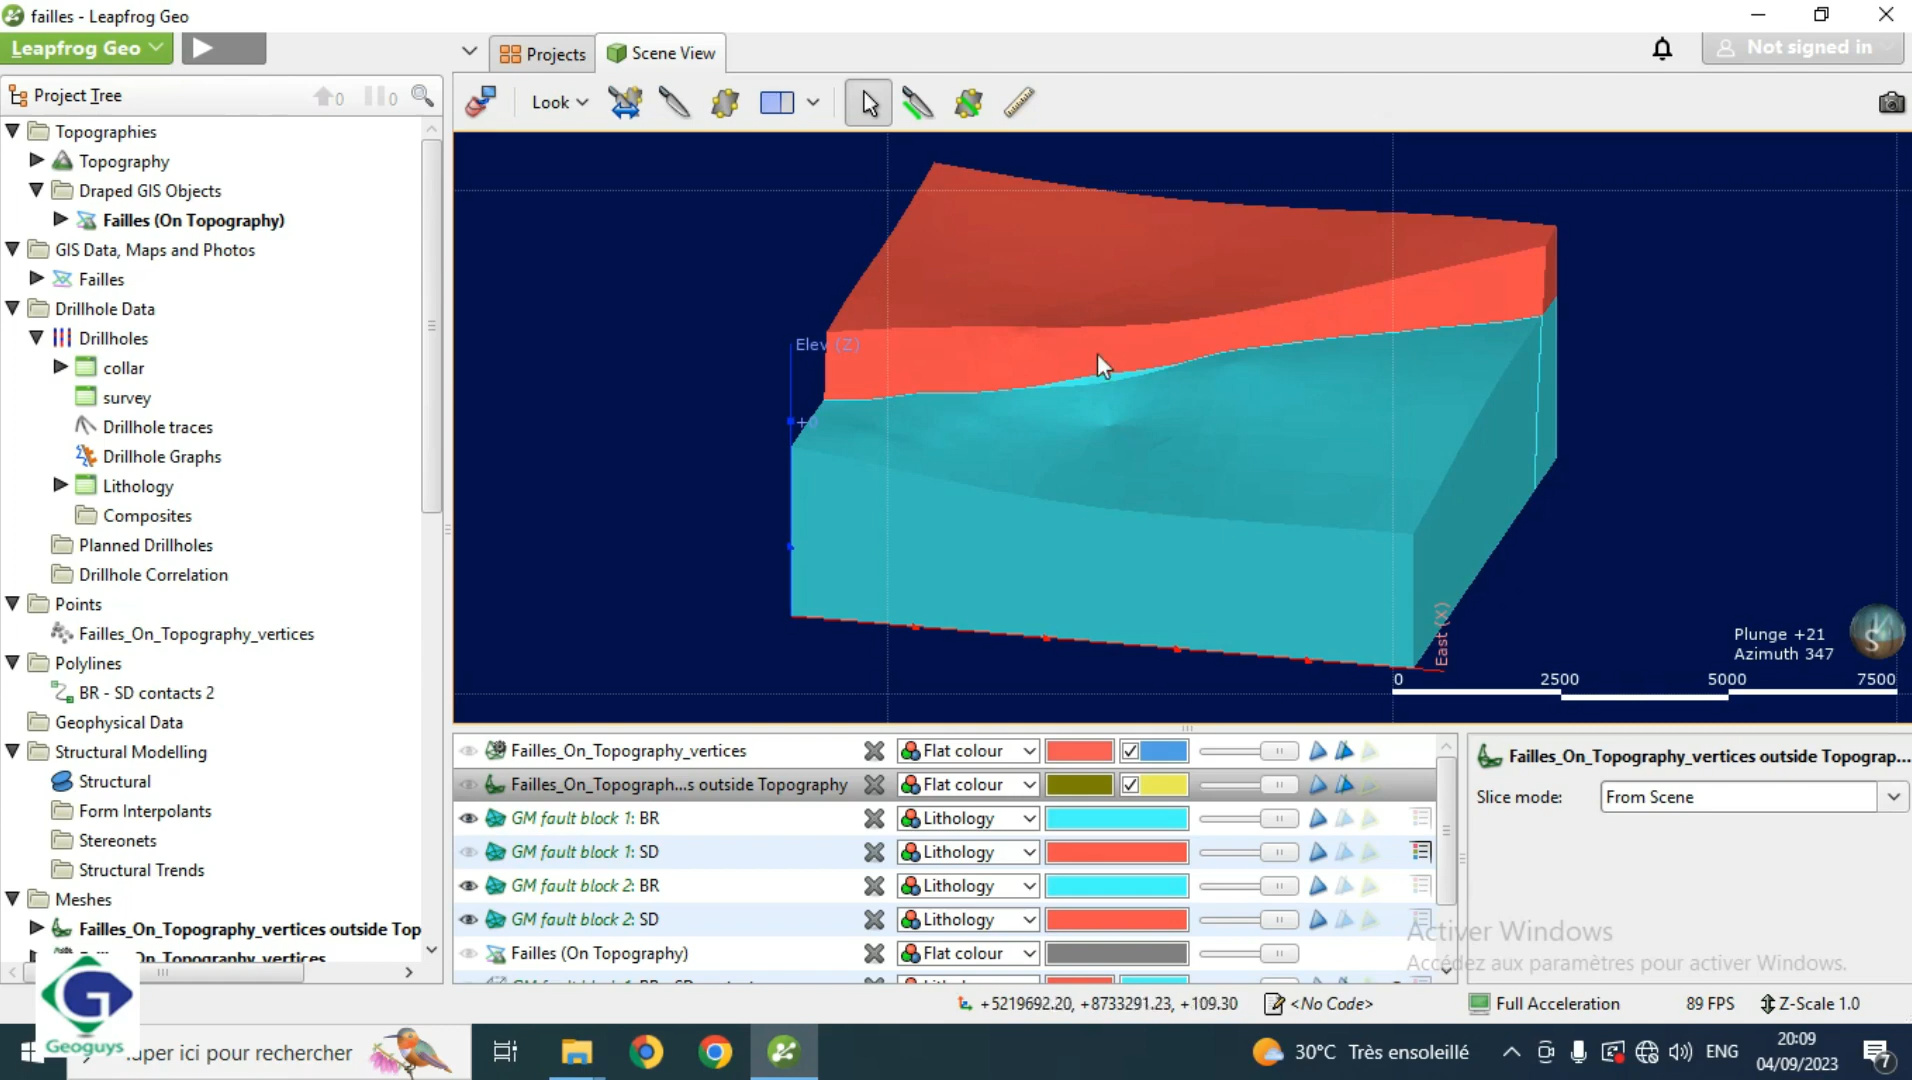 failles - Leapfrog Geo
Leapfrog Geo
Projects
Scene View
Not signed in
Project Tree
0
0
Look
Topographies
Topography
Draped GIS Objects
Failles (On Topography)
GIS Data, Maps and Photos
Failles
Drillhole Data
Drillholes
collar
survey
Drillhole traces
Drillhole Graphs
Lithology
Composites
Planned Drillholes
Drillhole Correlation
Points
Failles_On_Topography_vertices
Polylines
BR - SD contacts 2
Geophysical Data
Structural Modelling
Structural
Form Interpolants
Stereonets
Structural Trends
Meshes
Failles_On_Topography_vertices outside Top
Elev (Z)
+0
East (X)
Plunge +21
Azimuth 347
0 2500 5000 7500
Failles_On_Topography_vertices Flat colour
Failles_On_Topograph...s outside Topography Flat colour
GM fault block 1: BR Lithology
GM fault block 1: SD Lithology
GM fault block 2: BR Lithology
GM fault block 2: SD Lithology
Failles (On Topography) Flat colour
Failles_On_Topography_vertices outside Topograp...
Slice mode: From Scene
Activer Windows
Accédez aux paramètres pour activer Windows.
+5219692.20, +8733291.23, +109.30
<No Code>
Full Acceleration
89 FPS
Z-Scale 1.0
G
Geoguys
aper ici pour rechercher
30°C Très ensoleillé
ENG
20:09
04/09/2023
7